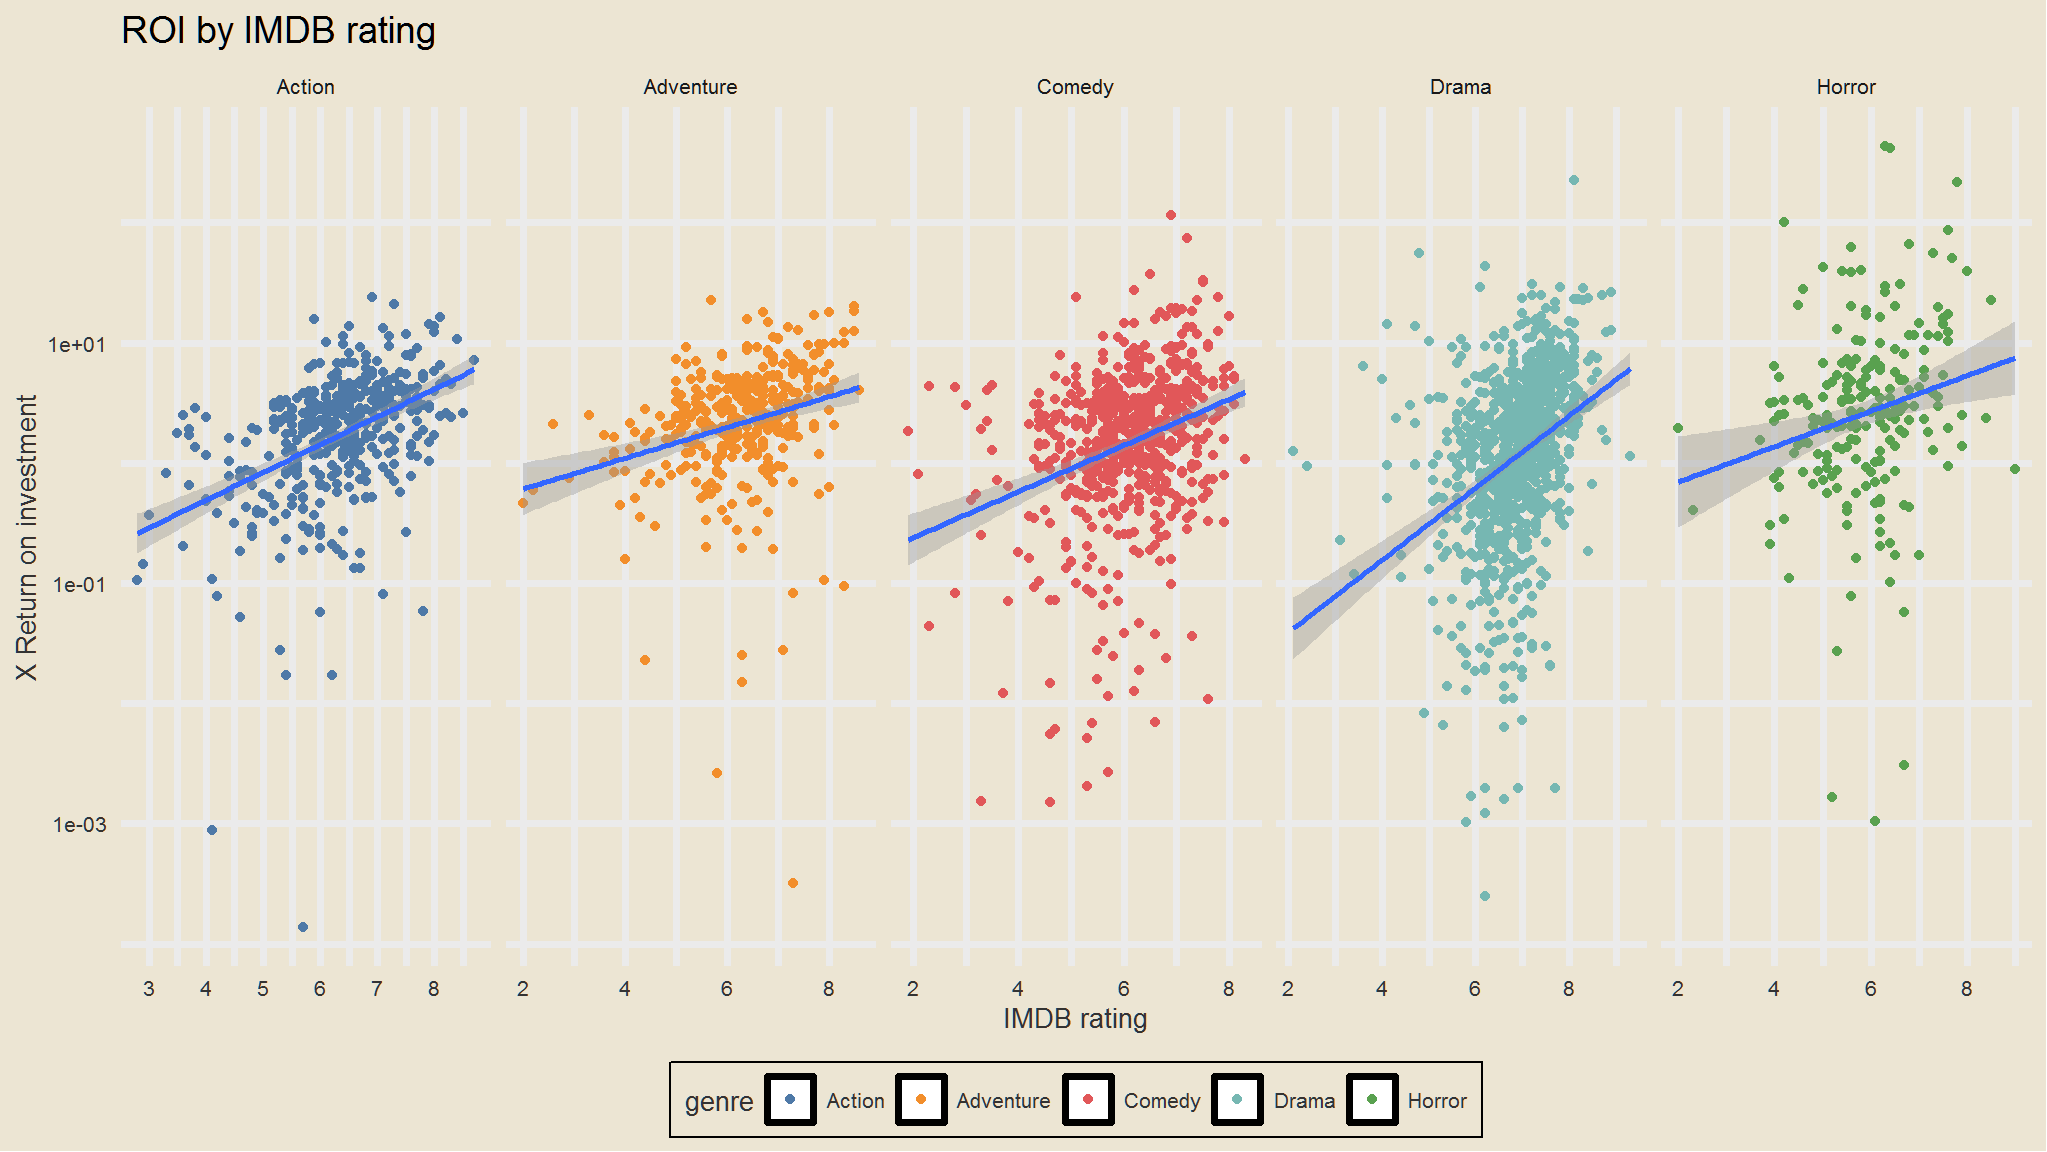 ROI by IMDB rating
Action Adventure Comedy Drama Horror
X Return on investment
1e+01
1e-01
1e-03
3 4 5 6 7 8 2 4 6 8 2 4 6 8 2 4 6 8 2 4 6 8
IMDB rating
genre Action Adventure Comedy Drama Horror